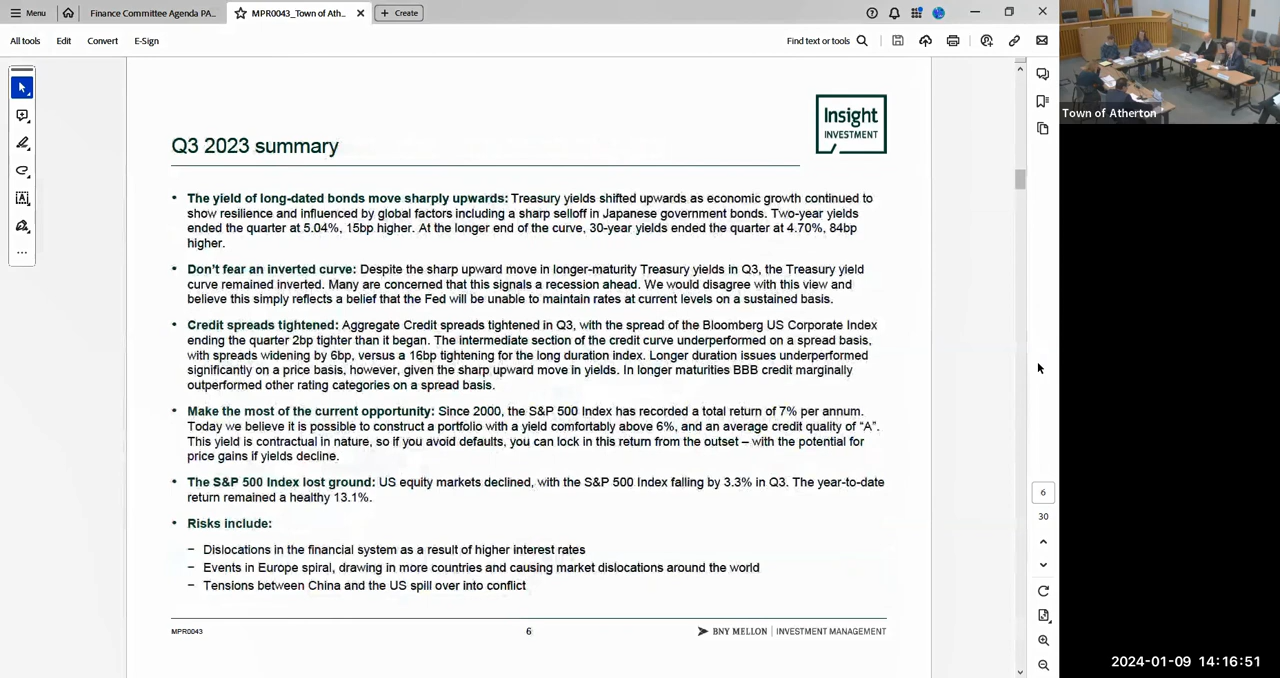 Menu
Finance Committee Agenda PA...
MPR0043_Town of Ath...
Create
All tools
Edit
Convert
E-Sign
Find text or tools
Town of Atherton
Insight
INVESTMENT
Q3 2023 summary
• The yield of long-dated bonds move sharply upwards: Treasury yields shifted upwards as economic growth continued to
show resilience and influenced by global factors including a sharp selloff in Japanese government bonds. Two-year yields
ended the quarter at 5.04%, 15bp higher. At the longer end of the curve, 30-year yields ended the quarter at 4.70%, 84bp
higher.
• Don't fear an inverted curve: Despite the sharp upward move in longer-maturity Treasury yields in Q3, the Treasury yield
curve remained inverted. Many are concerned that this signals a recession ahead. We would disagree with this view and
believe this simply reflects a belief that the Fed will be unable to maintain rates at current levels on a sustained basis.
• Credit spreads tightened: Aggregate Credit spreads tightened in Q3, with the spread of the Bloomberg US Corporate Index
ending the quarter 2bp tighter than it began. The intermediate section of the credit curve underperformed on a spread basis,
with spreads widening by 6bp, versus a 16bp tightening for the long duration index. Longer duration issues underperformed
significantly on a price basis, however, given the sharp upward move in yields. In longer maturities BBB credit marginally
outperformed other rating categories on a spread basis.
• Make the most of the current opportunity: Since 2000, the S&P 500 Index has recorded a total return of 7% per annum.
Today we believe it is possible to construct a portfolio with a yield comfortably above 6%, and an average credit quality of “A”.
This yield is contractual in nature, so if you avoid defaults, you can lock in this return from the outset – with the potential for
price gains if yields decline.
• The S&P 500 Index lost ground: US equity markets declined, with the S&P 500 Index falling by 3.3% in Q3. The year-to-date
return remained a healthy 13.1%.
• Risks include:
– Dislocations in the financial system as a result of higher interest rates
– Events in Europe spiral, drawing in more countries and causing market dislocations around the world
– Tensions between China and the US spill over into conflict
6
30
MPR0043
6
BNY MELLON | INVESTMENT MANAGEMENT
2024-01-09 14:16:51